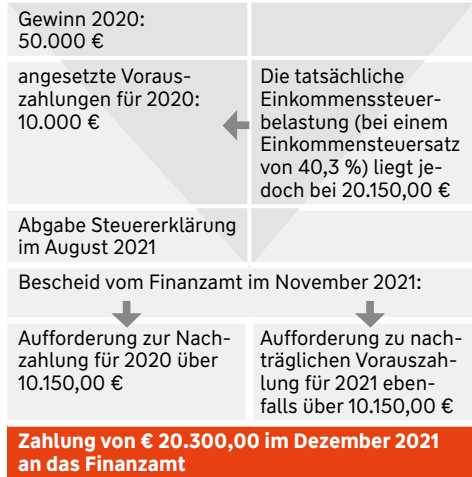 Gewinn 2020:
50.000 €
angesetzte Voraus-
zahlungen für 2020:
10.000 €
Die tatsächliche
Einkommenssteuer-
belastung (bei einem
Einkommensteuersatz
von 40,3 %) liegt je-
doch bei 20.150,00 €
Abgabe Steuererklärung
im August 2021
Bescheid vom Finanzamt im November 2021:
Aufforderung zur Nach-
zahlung für 2020 über
10.150,00 €
Aufforderung zu nach-
träglichen Vorauszah-
lung für 2021 eben-
falls über 10.150,00 €
Zahlung von € 20.300,00 im Dezember 2021
an das Finanzamt